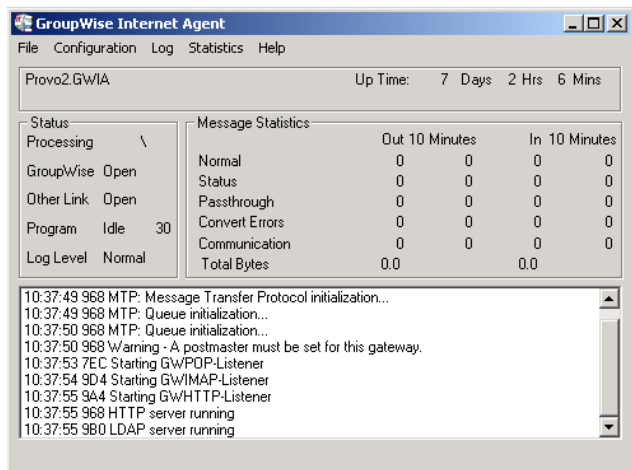 GroupWise Internet Agent
File Configuration Log Statistics Help
Provo2.GWIA Up Time: 7 Days 2 Hrs 6 Mins
Status
Processing \
GroupWise Open
Other Link Open
Program Idle 30
Log Level Normal
Message Statistics
Out 10 Minutes In 10 Minutes
Normal 0 0 0 0
Status 0 0 0 0
Passthrough 0 0 0 0
Convert Errors 0 0 0 0
Communication 0 0 0 0
Total Bytes 0.0 0.0
10:37:49 968 MTP: Message Transfer Protocol initialization...
10:37:49 968 MTP: Queue initialization...
10:37:50 968 MTP: Queue initialization...
10:37:50 968 Warning - A postmaster must be set for this gateway.
10:37:53 7EC Starting GWPOP-Listener
10:37:54 9D4 Starting GWIMAP-Listener
10:37:55 9A4 Starting GWHTTP-Listener
10:37:55 968 HTTP server running
10:37:55 9B0 LDAP server running